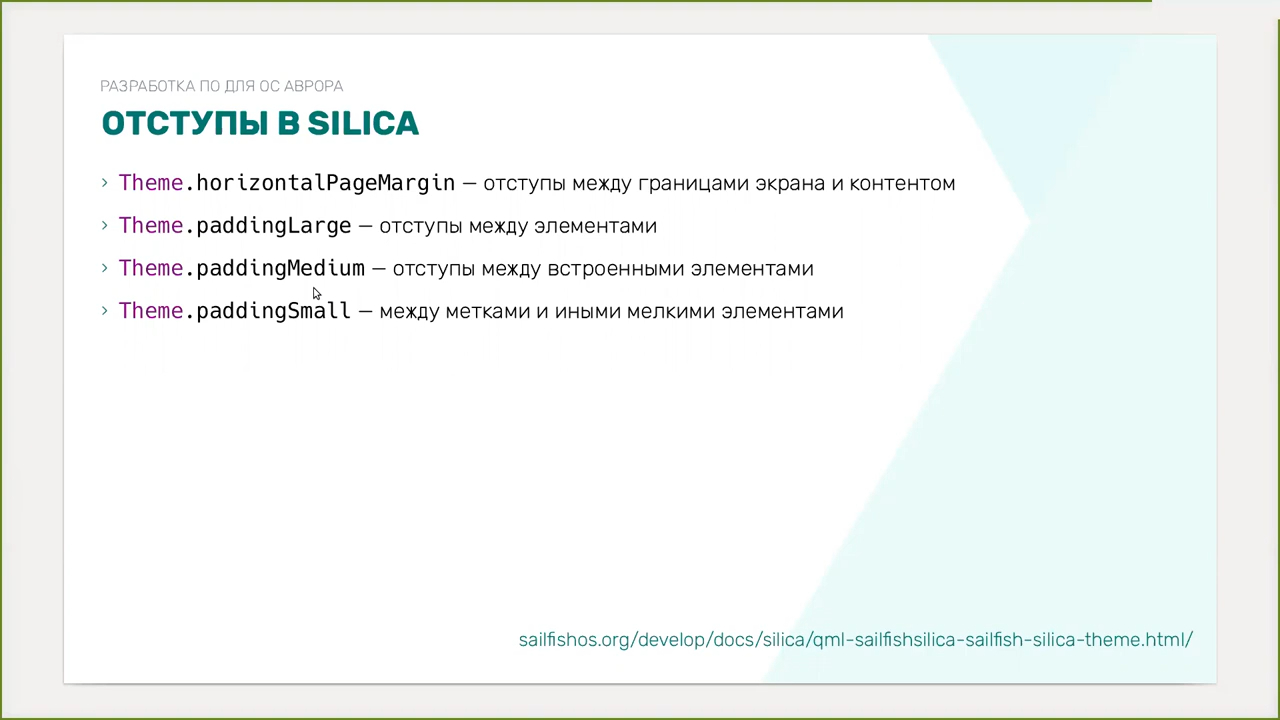 РАЗРАБОТКА ПО ДЛЯ ОС АВРОРА
ОТСТУПЫ В SILICA
› Theme.horizontalPageMargin – отступы между границами экрана и контентом
› Theme.paddingLarge – отступы между элементами
› Theme.paddingMedium – отступы между встроенными элементами
› Theme.paddingSmall – между метками и иными мелкими элементами
sailfishos.org/develop/docs/silica/qml-sailfishsilica-sailfish-silica-theme.html/